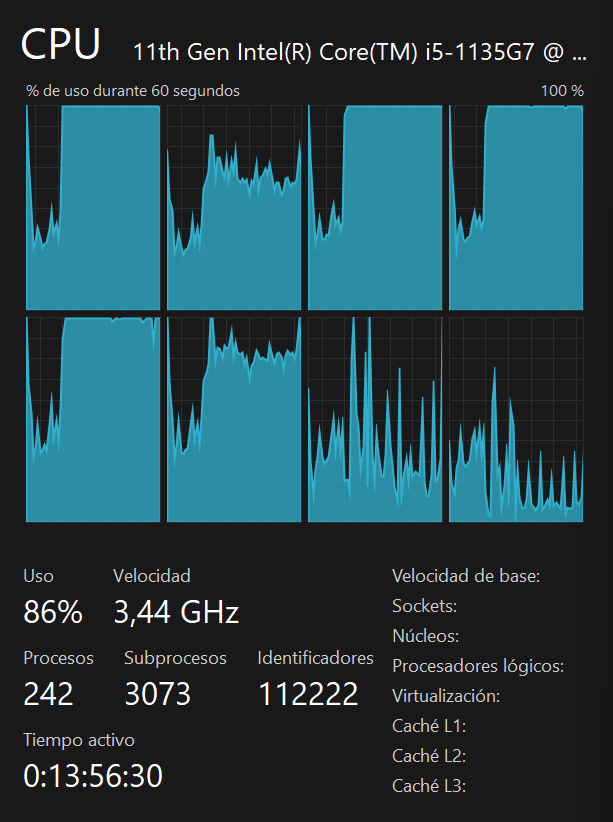 CPU 11th Gen Intel(R) Core(TM) i5-1135G7 @ ...
% de uso durante 60 segundos 100 %
Uso Velocidad
86% 3,44 GHz
Procesos Subprocesos Identificadores
242 3073 112222
Tiempo activo
0:13:56:30
Velocidad de base:
Sockets:
Núcleos:
Procesadores lógicos:
Virtualización:
Caché L1:
Caché L2:
Caché L3: